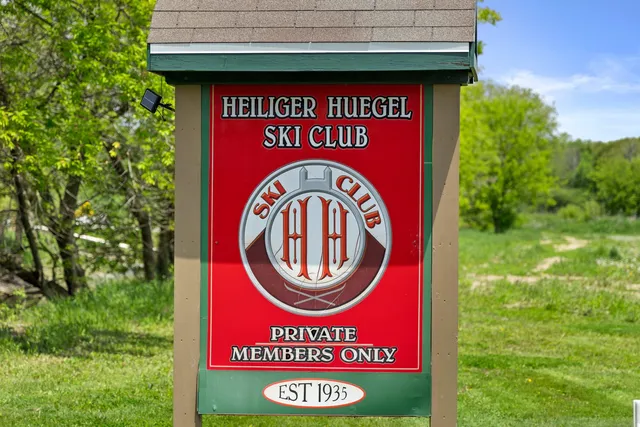 HEILIGER HUEGEL
SKI CLUB
SKI CLUB
HH
PRIVATE
MEMBERS ONLY
EST 1935